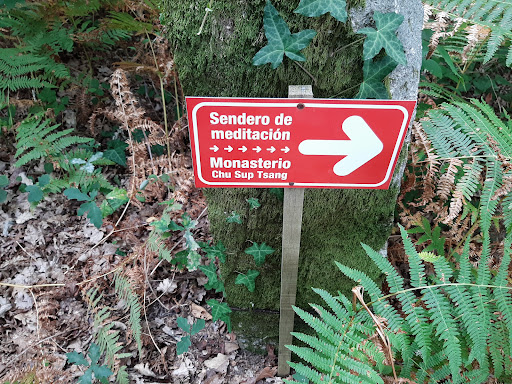 Sendero de
meditación
→→→→→→
Monasterio
Chu Sup Tsang